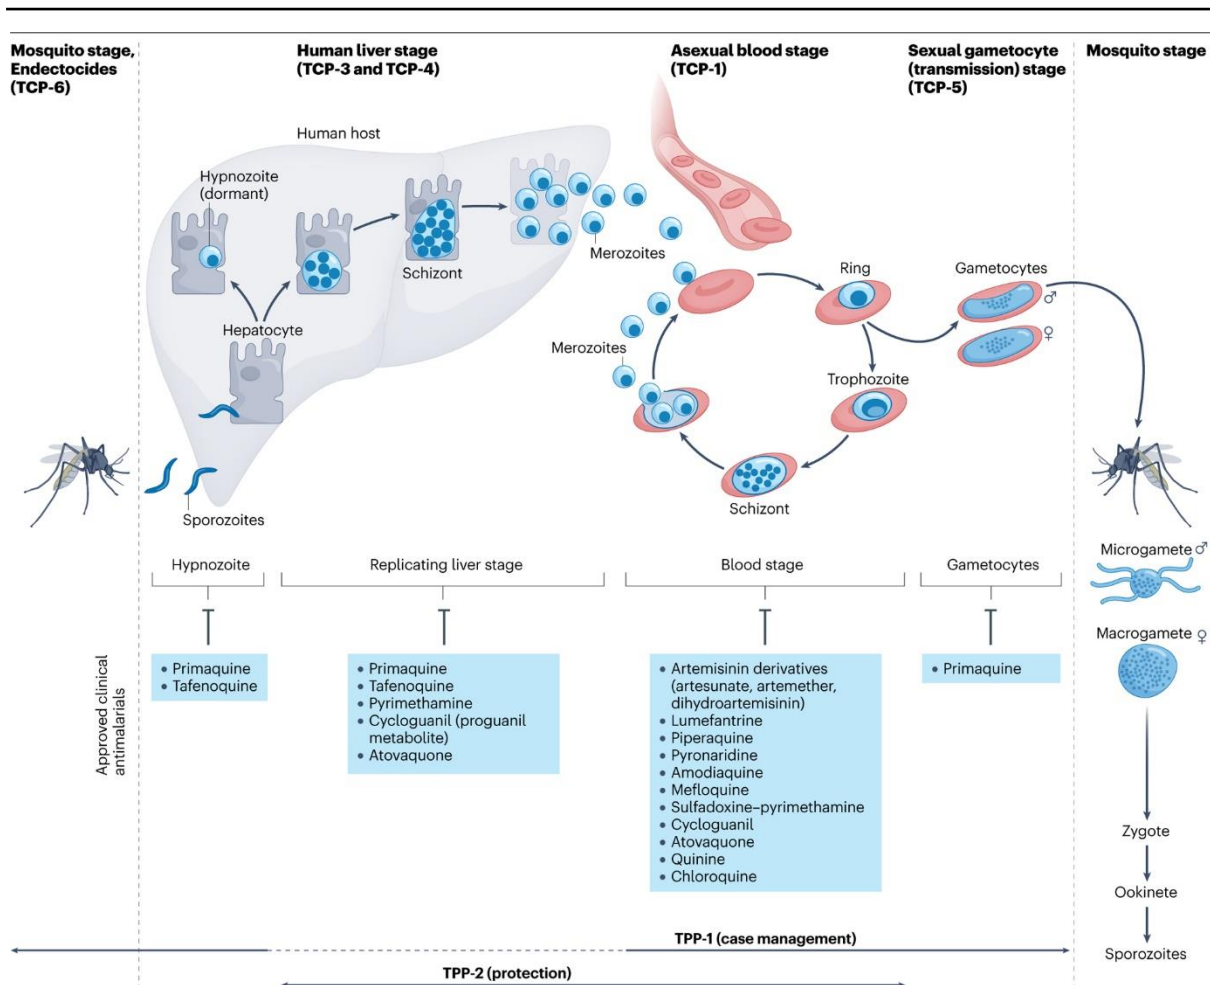 Mosquito stage,
Endectocides
(TCP-6)
Human liver stage
(TCP-3 and TCP-4)
Asexual blood stage
(TCP-1)
Sexual gametocyte
(transmission) stage
(TCP-5)
Mosquito stage
Human host
Hypnozoite
(dormant)
Schizont
Merozoites
Hepatocyte
Sporozoites
Ring
Merozoites
Trophozoite
Schizont
Gametocytes
♂
♀
Microgamete ♂
Macrogamete ♀
Zygote
Ookinete
Sporozoites
Hypnozoite
Replicating liver stage
Blood stage
Gametocytes
Approved clinical
antimalarials
• Primaquine
• Tafenoquine
• Primaquine
• Tafenoquine
• Pyrimethamine
• Cycloguanil (proguanil
metabolite)
• Atovaquone
• Artemisinin derivatives
(artesunate, artemether,
dihydroartemisinin)
• Lumefantrine
• Piperaquine
• Pyronaridine
• Amodiaquine
• Mefloquine
• Sulfadoxine–pyrimethamine
• Cycloguanil
• Atovaquone
• Quinine
• Chloroquine
• Primaquine
TPP-1 (case management)
TPP-2 (protection)